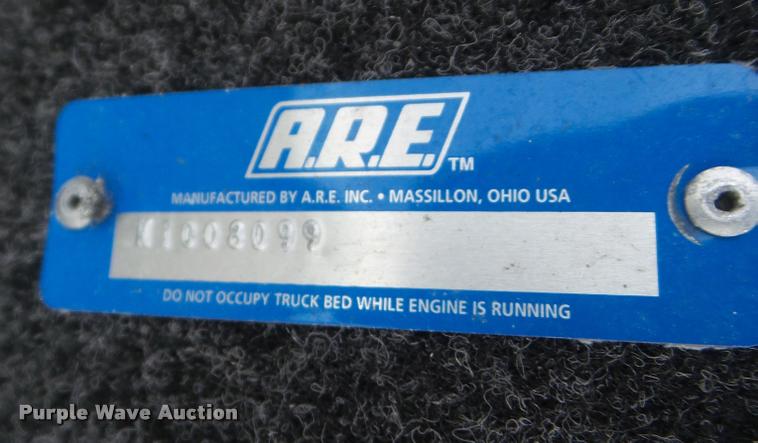 A.R.E.™
MANUFACTURED BY A.R.E. INC. • MASSILLON, OHIO USA
K1008099
DO NOT OCCUPY TRUCK BED WHILE ENGINE IS RUNNING
Purple Wave Auction